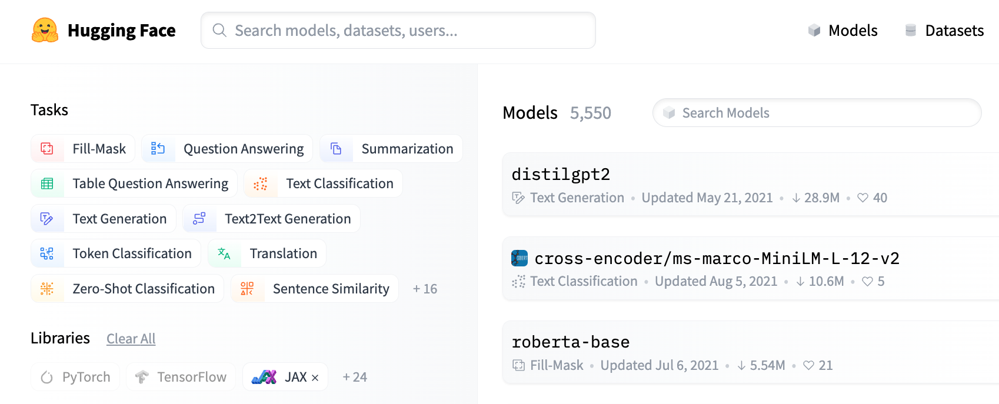 Hugging Face
Search models, datasets, users...
Models
Datasets
Tasks
Fill-Mask
Question Answering
Summarization
Table Question Answering
Text Classification
Text Generation
Text2Text Generation
Token Classification
Translation
Zero-Shot Classification
Sentence Similarity
+ 16
Libraries
Clear All
PyTorch
TensorFlow
JAX ×
+ 24
Models 5,550
Search Models
distilgpt2
Text Generation • Updated May 21, 2021 • ↓ 28.9M • ♡ 40
cross-encoder/ms-marco-MiniLM-L-12-v2
Text Classification • Updated Aug 5, 2021 • ↓ 10.6M • ♡ 5
roberta-base
Fill-Mask • Updated Jul 6, 2021 • ↓ 5.54M • ♡ 21